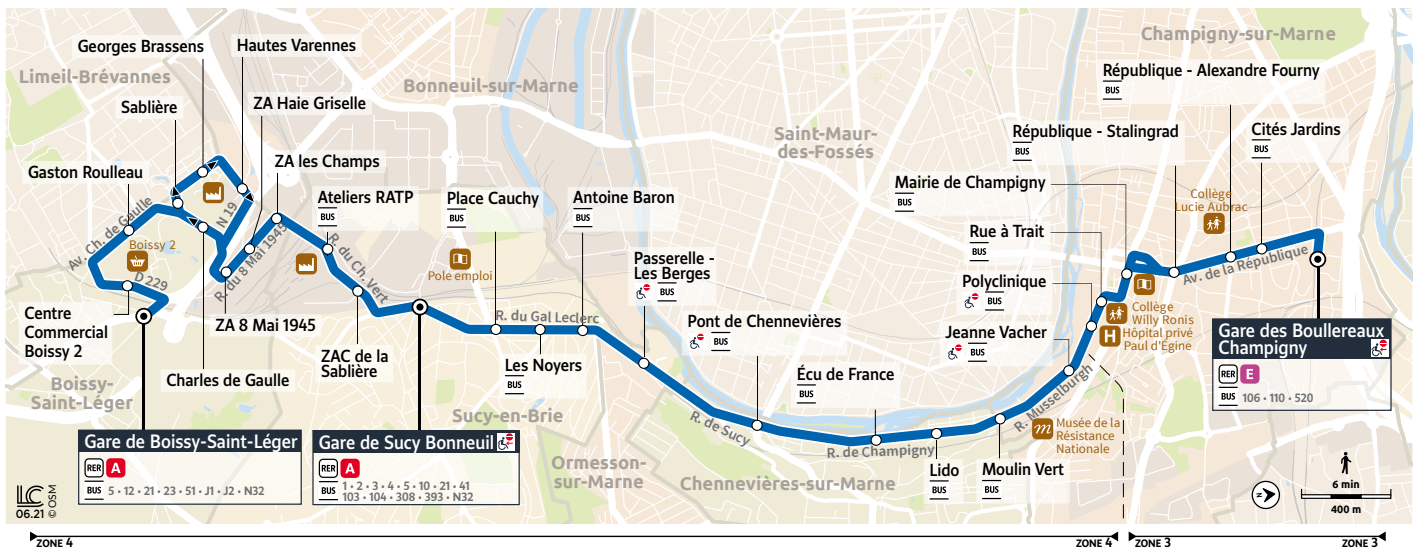 Georges Brassens
Hautes Varennes
Limeil-Brévannes
Sablière
ZA Haie Griselle
Gaston Roulleau
ZA les Champs
Ateliers RATP
BUS
Bonneuil-sur-Marne
Place Cauchy
BUS
Antoine Baron
BUS
Saint-Maur-
des-Fossés
Passerelle -
Les Berges
BUS
Champigny-sur-Marne
République - Alexandre Fourny
BUS
République - Stalingrad
BUS
Cités Jardins
BUS
Mairie de Champigny
BUS
Rue à Trait
BUS
Polyclinique
BUS
Jeanne Vacher
BUS
Collège
Lucie Aubrac
Av. de la République
Collège
Willy Ronis
Hôpital privé
Paul d'Égine
H
Av. Ch. de Gaulle
N 19
R. du 8 Mai 1945
Boissy 2
D 229
R. du Ch. Vert
Pole emploi
R. du Gal Leclerc
Centre
Commercial
Boissy 2
ZA 8 Mai 1945
Charles de Gaulle
ZAC de la
Sablière
Les Noyers
BUS
Pont de Chennevières
BUS
Écu de France
BUS
R. de Sucy
R. de Champigny
R. Musselburgh
Lido
BUS
Moulin Vert
BUS
m
Musée de la
Résistance
Nationale
Boissy-
Saint-Léger
Sucy-en-Brie
Ormesson-
sur-Marne
Chennevières-sur-Marne
Gare de Boissy-Saint-Léger
RER A
BUS 5 • 12 • 21 • 23 • 51 • J1 • J2 • N32
Gare de Sucy Bonneuil
RER A
BUS 1 • 2 • 3 • 4 • 5 • 10 • 21 • 41
103 • 104 • 308 • 393 • N32
Gare des Boullereaux
Champigny
RER E
BUS 106 • 110 • 520
6 min
400 m
LC
06.21 © OSM
ZONE 4
ZONE 4
ZONE 3
ZONE 3